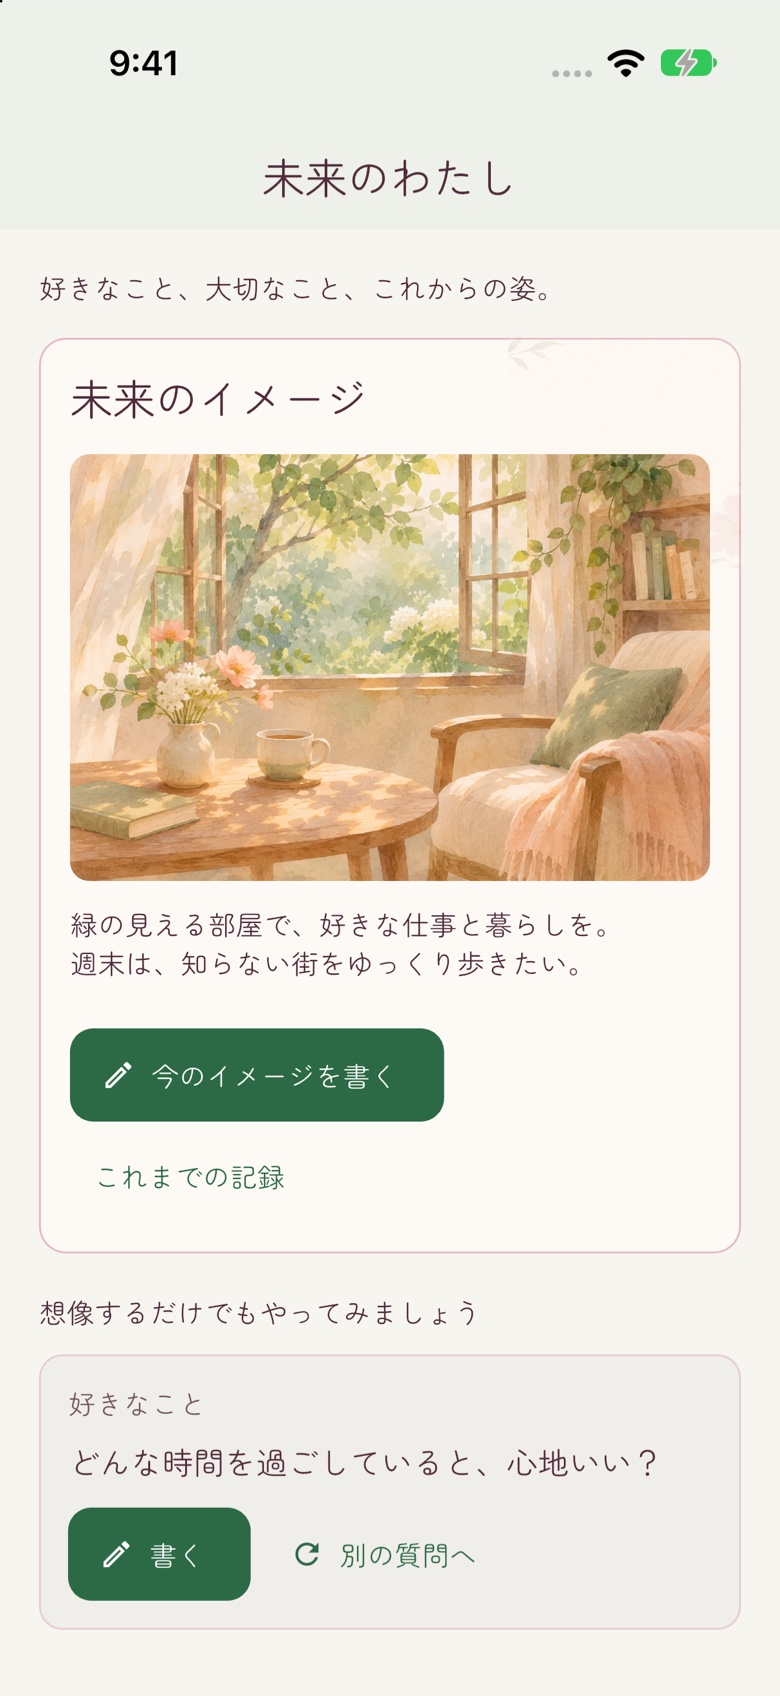 9:41
未来のわたし
好きなこと、大切なこと、これからの姿。
未来のイメージ
緑の見える部屋で、好きな仕事と暮らしを。
週末は、知らない街をゆっくり歩きたい。
今のイメージを書く
これまでの記録
想像するだけでもやってみましょう
好きなこと
どんな時間を過ごしていると、心地いい？
書く
別の質問へ